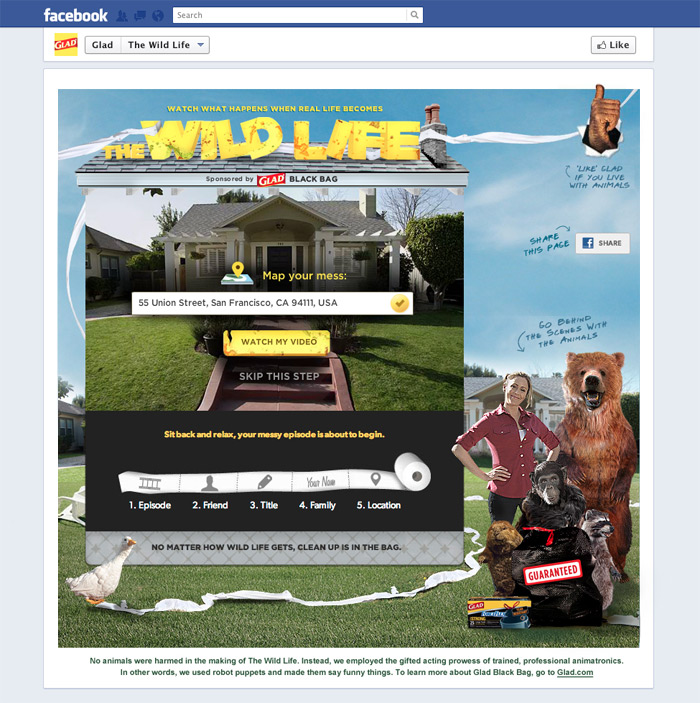 facebook
Search
GLAD
Glad
The Wild Life
Like
WATCH WHAT HAPPENS WHEN REAL LIFE BECOMES
THE WILD LIFE
Sponsored by GLAD BLACK BAG
'LIKE' GLAD
IF YOU LIVE
WITH ANIMALS
SHARE
THIS PAGE
SHARE
Map your mess:
55 Union Street, San Francisco, CA 94111, USA
WATCH MY VIDEO
SKIP THIS STEP
GO BEHIND
THE SCENES WITH
THE ANIMALS
Sit back and relax, your messy episode is about to begin.
Your Name
1. Episode 2. Friend 3. Title 4. Family 5. Location
NO MATTER HOW WILD LIFE GETS, CLEAN UP IS IN THE BAG.
GUARANTEED
GLAD
STRONG
No animals were harmed in the making of The Wild Life. Instead, we employed the gifted acting prowess of trained, professional animatronics.
In other words, we used robot puppets and made them say funny things. To learn more about Glad Black Bag, go to Glad.com